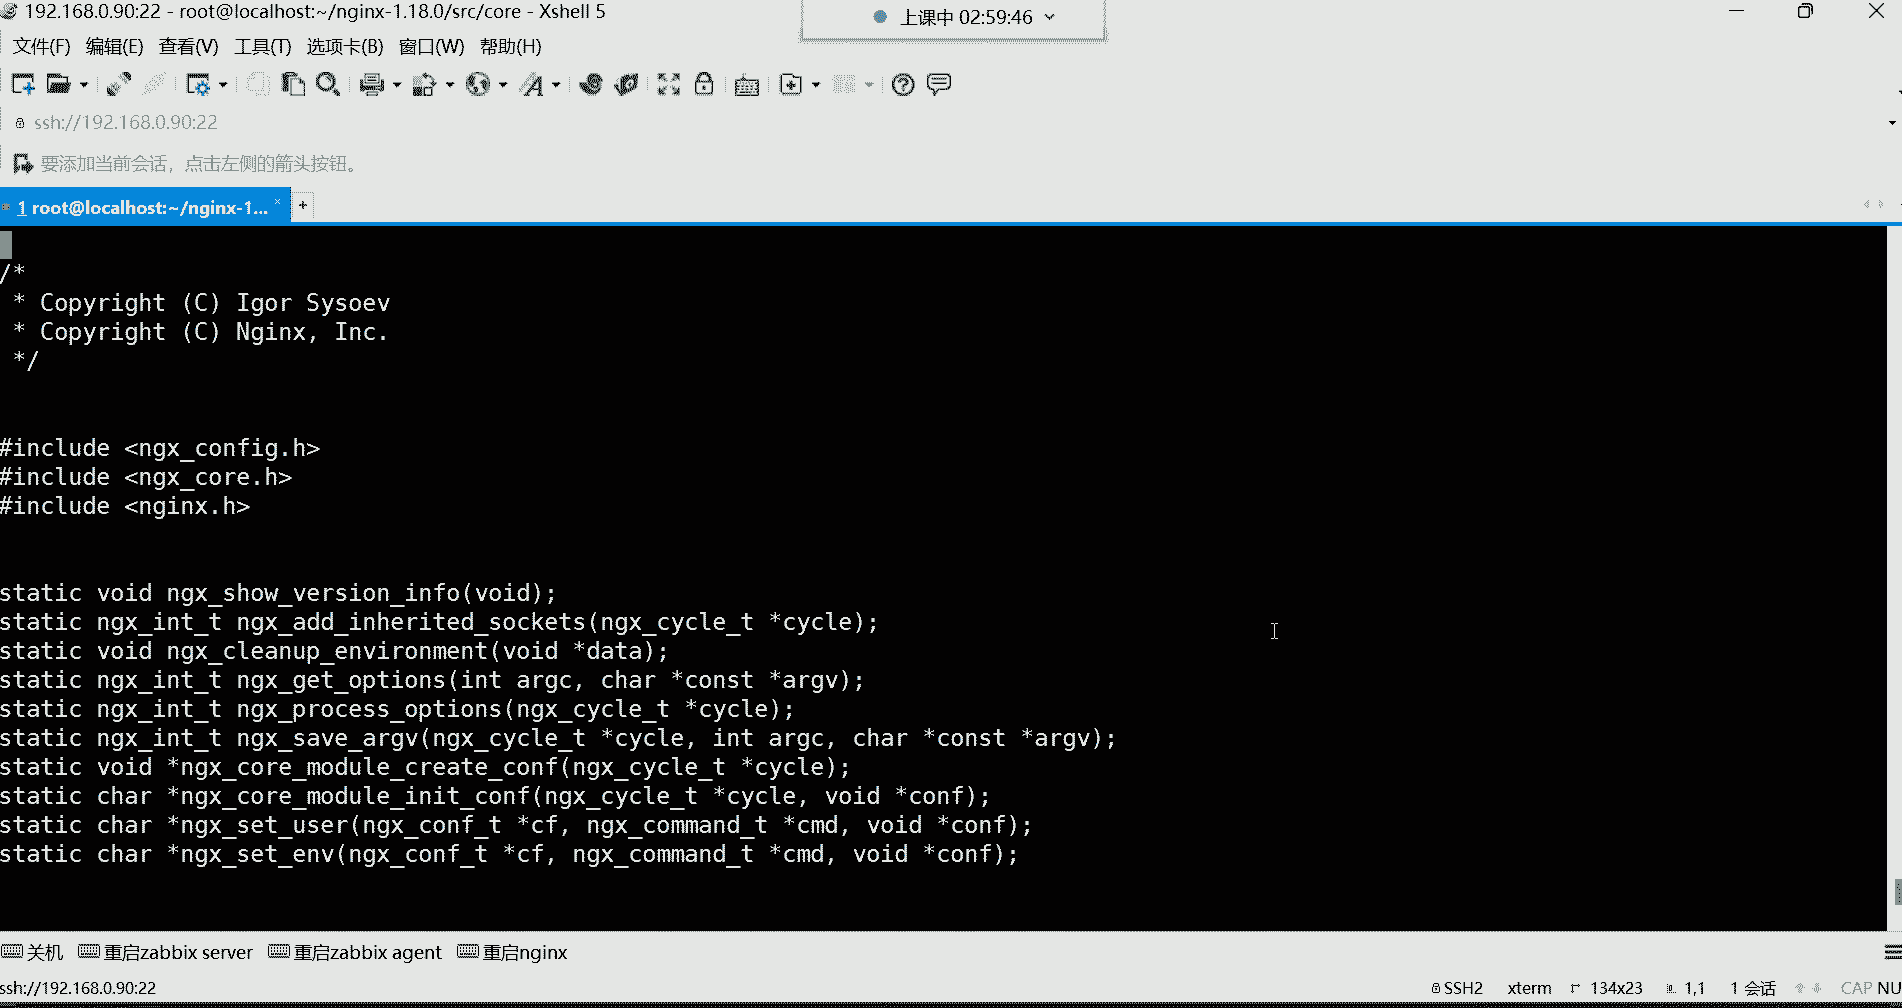 192.168.0.90:22 - root@localhost:~/nginx-1.18.0/src/core - Xshell 5
上课中 02:59:46
文件(F) 编辑(E) 查看(V) 工具(T) 选项卡(B) 窗口(W) 帮助(H)
ssh://192.168.0.90:22
要添加当前会话，点击左侧的箭头按钮。
1 root@localhost:~/nginx-1... × +
/*
 * Copyright (C) Igor Sysoev
 * Copyright (C) Nginx, Inc.
 */
#include <ngx_config.h>
#include <ngx_core.h>
#include <nginx.h>
static void ngx_show_version_info(void);
static ngx_int_t ngx_add_inherited_sockets(ngx_cycle_t *cycle);
static void ngx_cleanup_environment(void *data);
static ngx_int_t ngx_get_options(int argc, char *const *argv);
static ngx_int_t ngx_process_options(ngx_cycle_t *cycle);
static ngx_int_t ngx_save_argv(ngx_cycle_t *cycle, int argc, char *const *argv);
static void *ngx_core_module_create_conf(ngx_cycle_t *cycle);
static char *ngx_core_module_init_conf(ngx_cycle_t *cycle, void *conf);
static char *ngx_set_user(ngx_conf_t *cf, ngx_command_t *cmd, void *conf);
static char *ngx_set_env(ngx_conf_t *cf, ngx_command_t *cmd, void *conf);
关机 重启zabbix server 重启zabbix agent 重启nginx
ssh://192.168.0.90:22 SSH2 xterm 134x23 1,1 1 会话 CAP NU